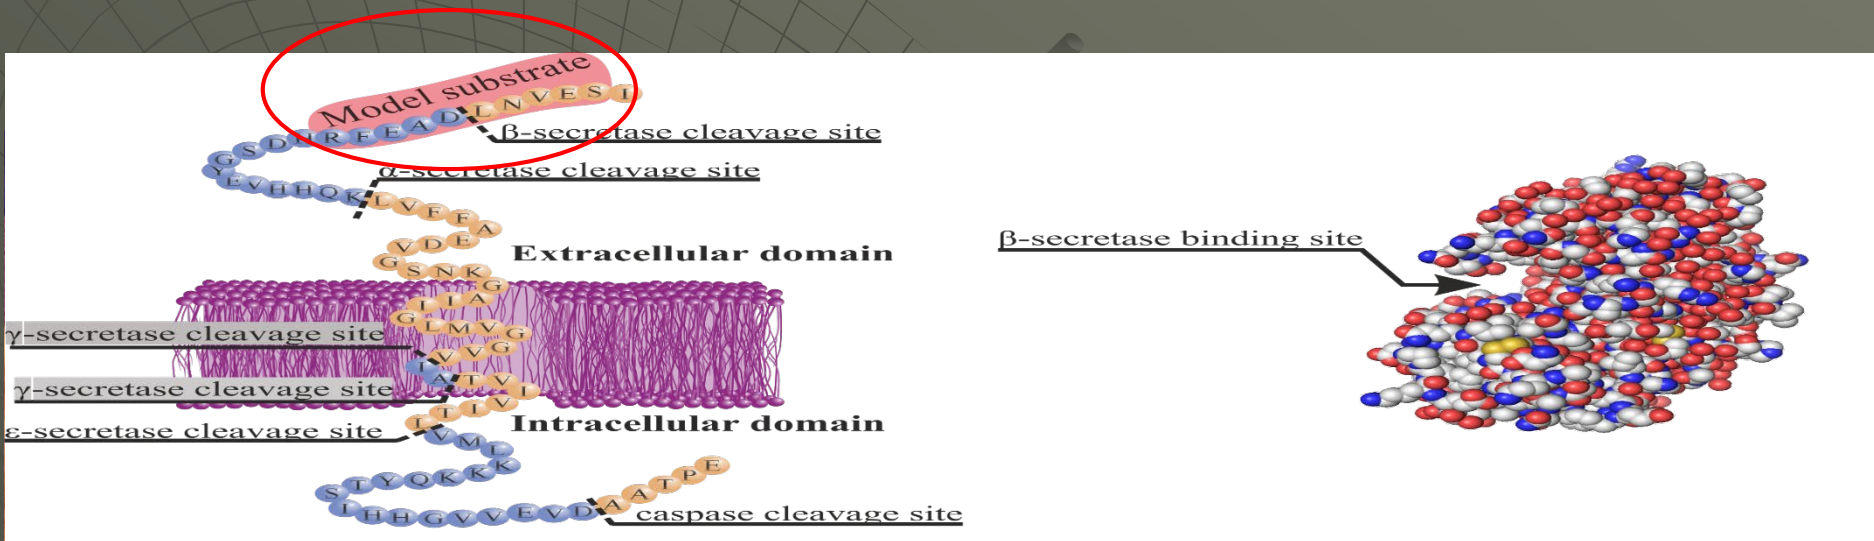 Model substrate
I S E V N L D A E F R H D S G
β-secretase cleavage site
Y E V H H Q K L V F F A
α-secretase cleavage site
V D E
Extracellular domain
G S N K G
I I A
G L M V G
γ-secretase cleavage site
V V G
I A T V I
γ-secretase cleavage site
L T I V
Intracellular domain
ε-secretase cleavage site
V M L
S T Y Q K K K
I H H G V V E V D A A T P E
caspase cleavage site
β-secretase binding site